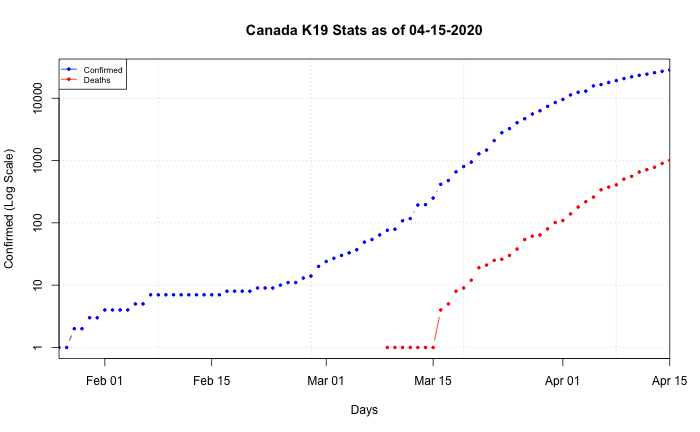 Canada K19 Stats as of 04-15-2020
Confirmed
Deaths
10000
1000
100
10
1
Confirmed (Log Scale)
Feb 01 Feb 15 Mar 01 Mar 15 Apr 01 Apr 15
Days